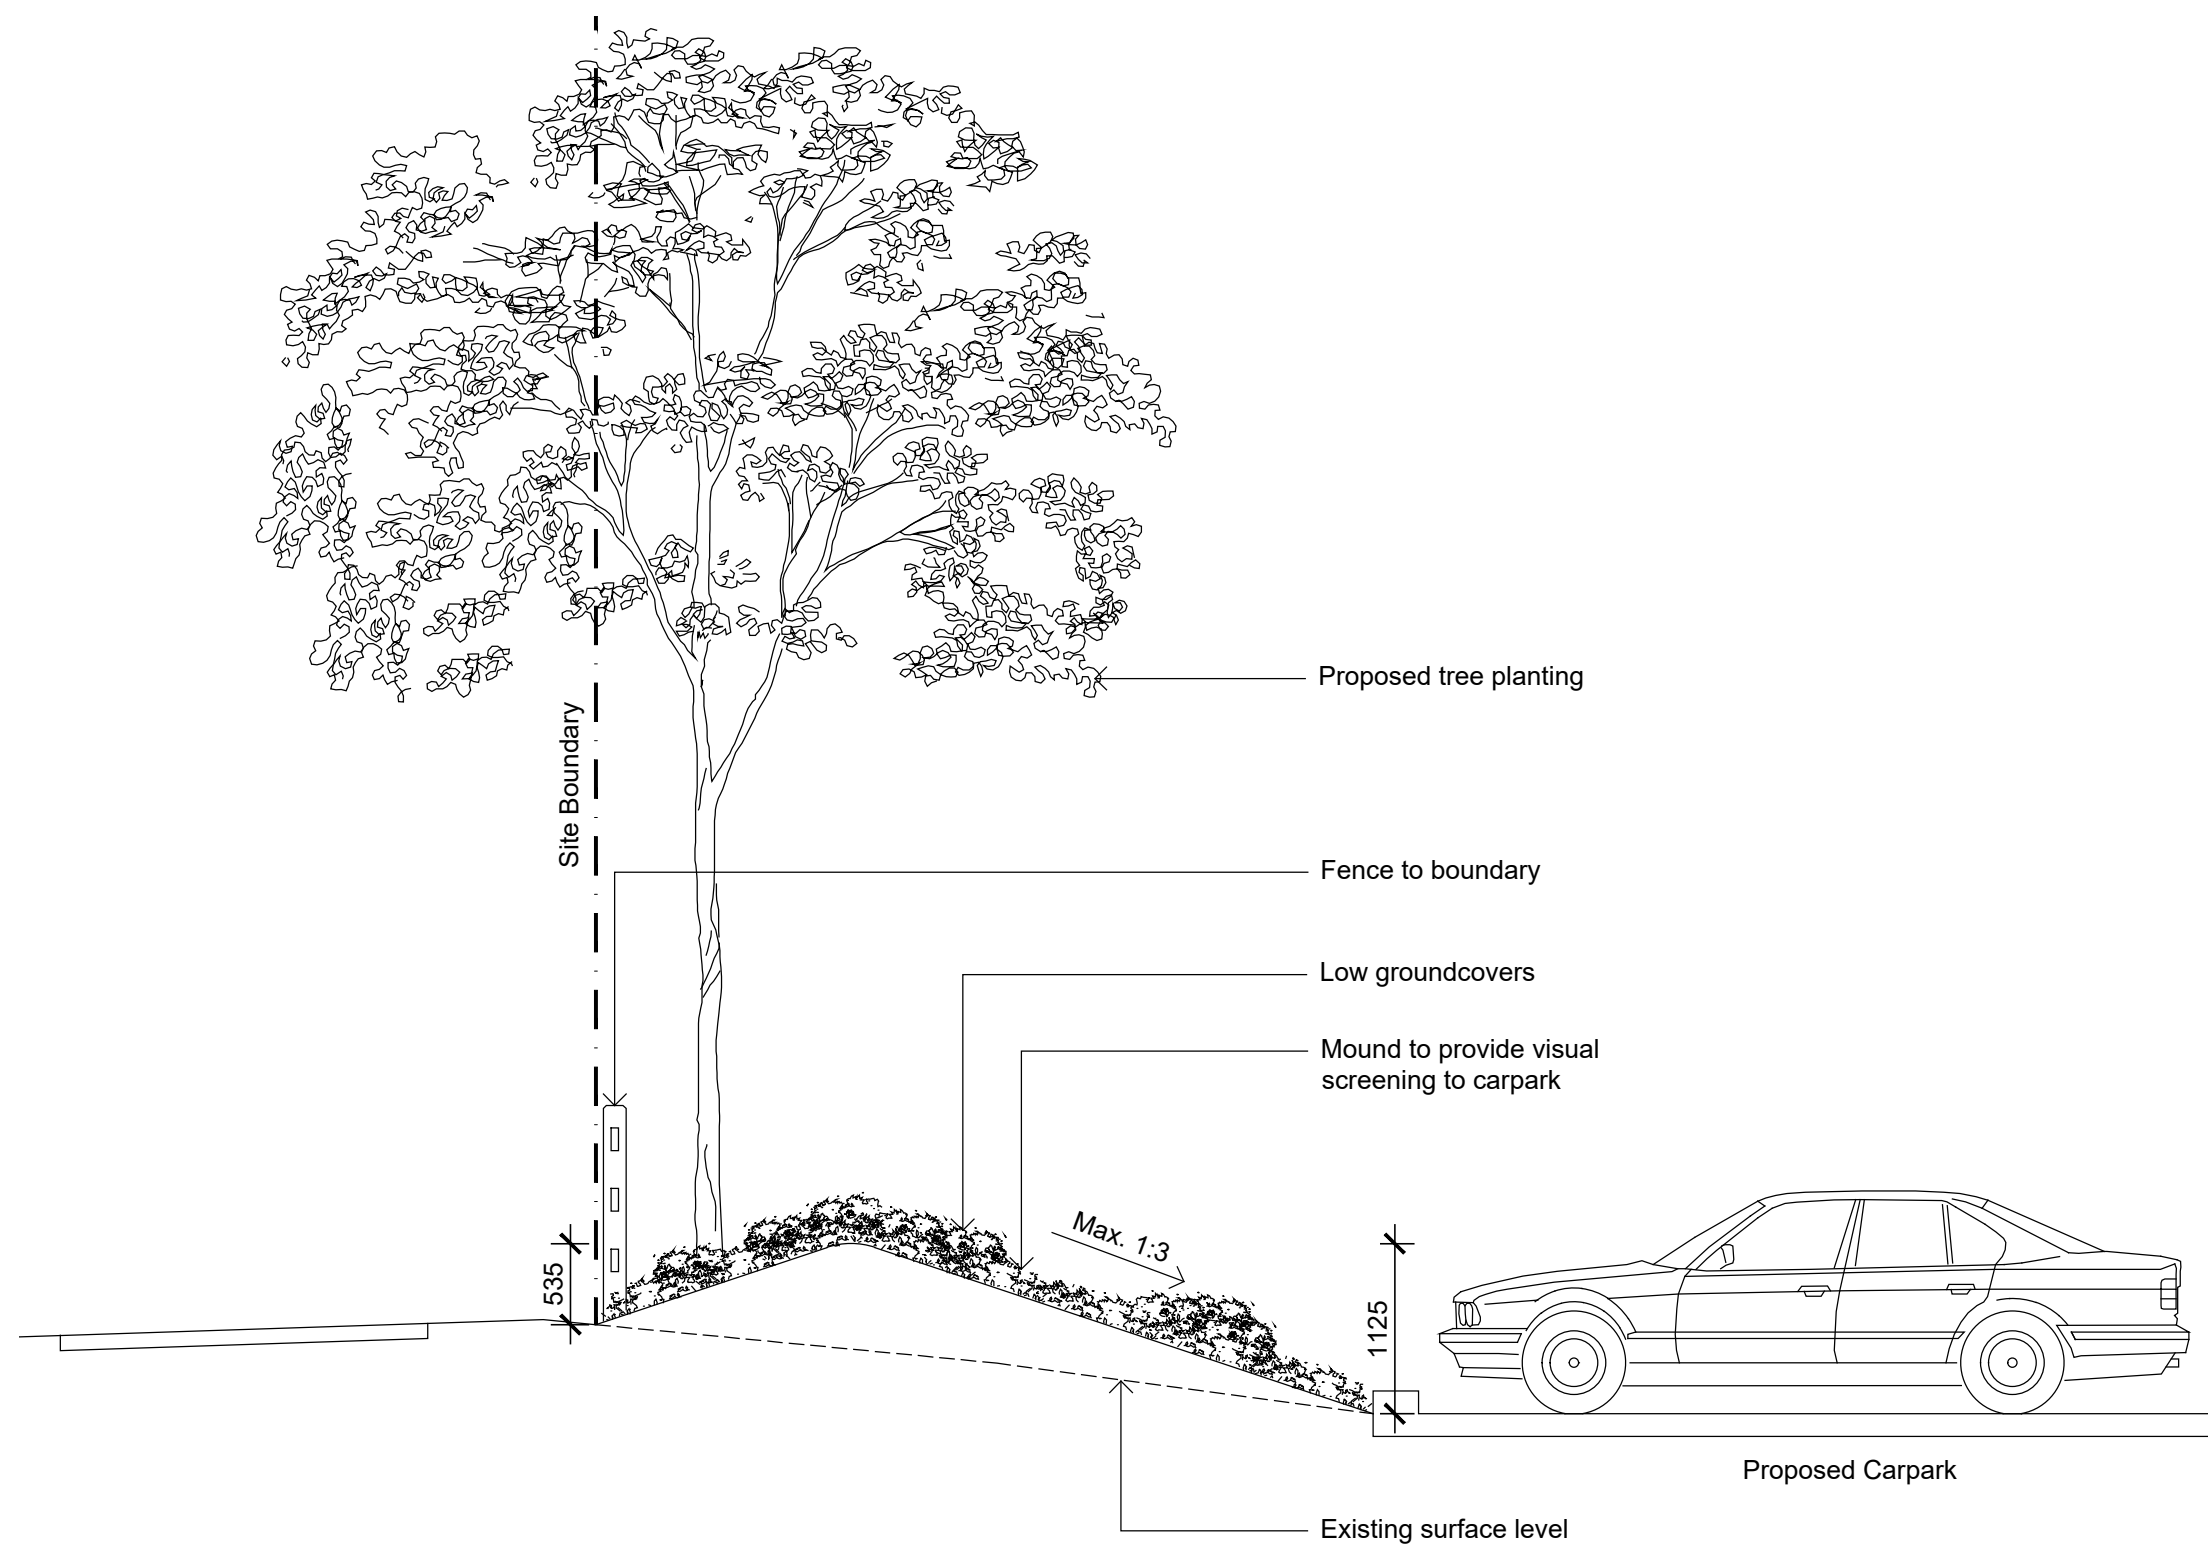 Proposed tree planting
Site Boundary
Fence to boundary
Low groundcovers
Mound to provide visual
screening to carpark
Max. 1:3
535
1125
Proposed Carpark
Existing surface level